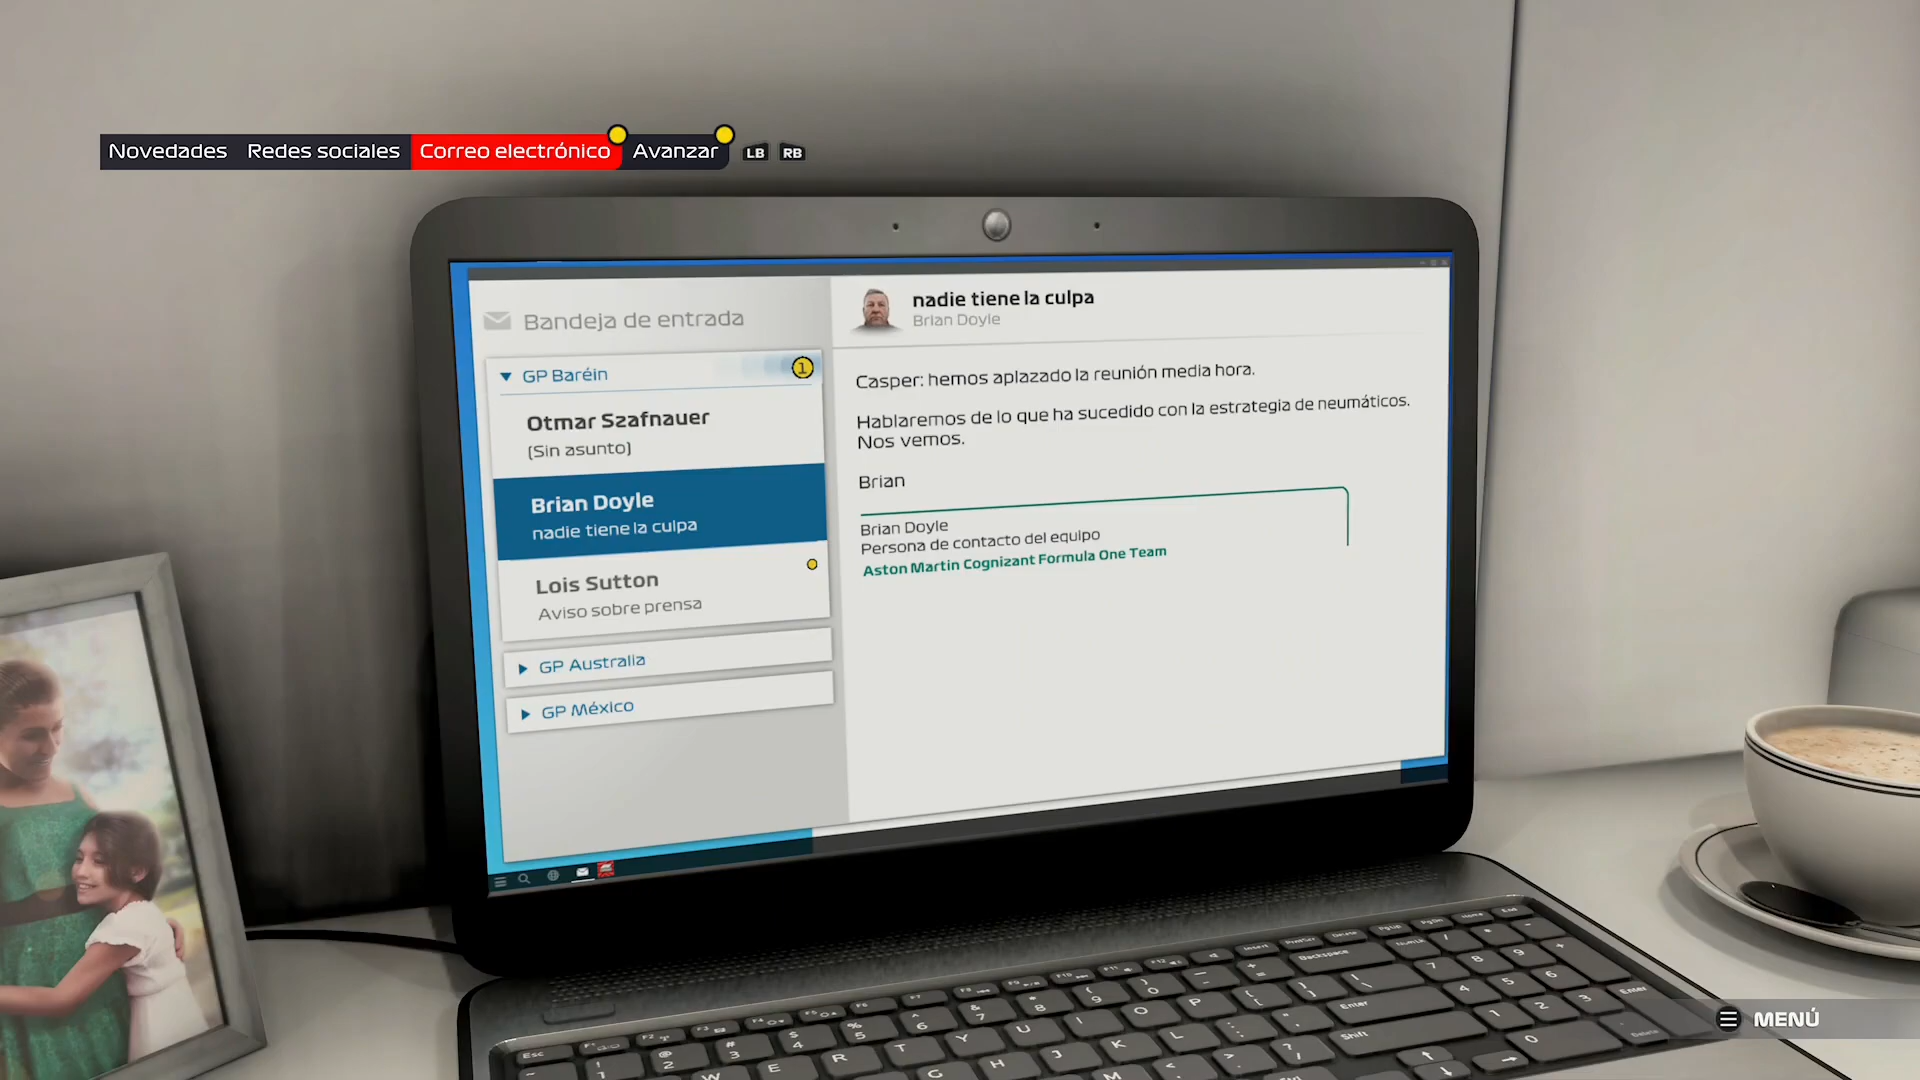 Novedades Redes sociales Correo electrónico Avanzar LB RB
Bandeja de entrada
GP Baréin 1
Otmar Szafnauer
(Sin asunto)
Brian Doyle
nadie tiene la culpa
Lois Sutton
Aviso sobre prensa
GP Australia
GP México
nadie tiene la culpa
Brian Doyle
Casper: hemos aplazado la reunión media hora.
Hablaremos de lo que ha sucedido con la estrategia de neumáticos.
Nos vemos.
Brian
Brian Doyle
Persona de contacto del equipo
Aston Martin Cognizant Formula One Team
MENÚ